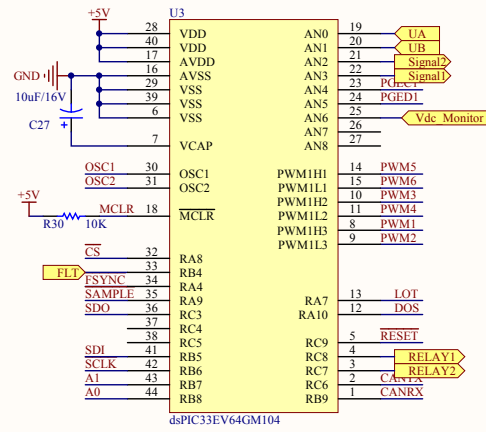 +5V U3
28 VDD AN0 19 UA
40 VDD AN1 20 UB
17 AVDD AN2 21 Signal2
GND 16 AVSS AN3 22 Signal1
29 VSS AN4 23 PGEC1
10uF/16V 39 VSS AN5 24 PGED1
6 VSS AN6 25 Vdc_Monitor
C27 + AN7 26
7 VCAP AN8 27
OSC1 30 OSC1 PWM1H1 14 PWM5
OSC2 31 OSC2 PWM1L1 15 PWM6
+5V PWM1H2 10 PWM3
MCLR 18 MCLR PWM1L2 11 PWM4
R30 10K PWM1H3 8 PWM1
PWM1L3 9 PWM2
CS 32 RA8
FLT 33 RB4
FSYNC 34 RA4
SAMPLE 35 RA9 RA7 13 LOT
SDO 36 RC3 RA10 12 DOS
37 RC4
38 RC5 RC9 5 RESET
SDI 41 RB5 RC8 4 RELAY1
SCLK 42 RB6 RC7 3 RELAY2
A1 43 RB7 RC6 2 CANTX
A0 44 RB8 RB9 1 CANRX
dsPIC33EV64GM104